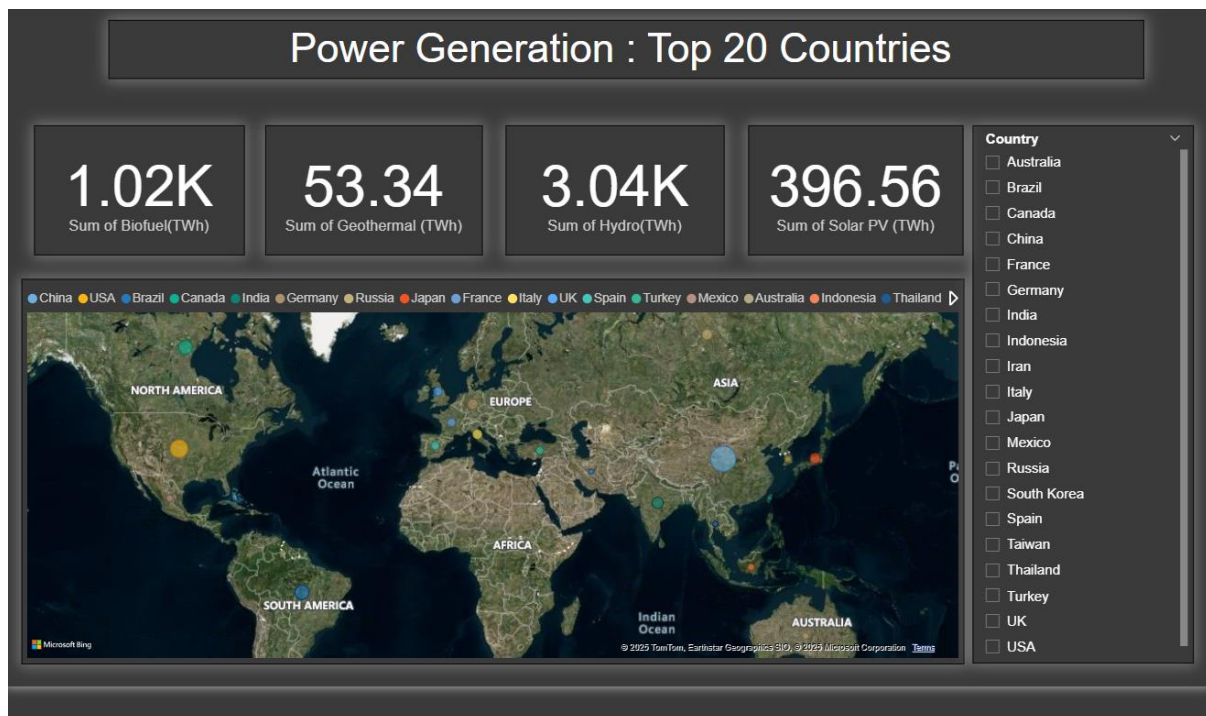 Power Generation : Top 20 Countries
1.02K
Sum of Biofuel(TWh)
53.34
Sum of Geothermal (TWh)
3.04K
Sum of Hydro(TWh)
396.56
Sum of Solar PV (TWh)
China USA Brazil Canada India Germany Russia Japan France Italy UK Spain Turkey Mexico Australia Indonesia Thailand
NORTH AMERICA
EUROPE
ASIA
Atlantic
Ocean
AFRICA
SOUTH AMERICA
Indian
Ocean
AUSTRALIA
Microsoft Bing
© 2025 TomTom, Earthstar Geographics SIO, © 2025 Microsoft Corporation Terms
Country
Australia
Brazil
Canada
China
France
Germany
India
Indonesia
Iran
Italy
Japan
Mexico
Russia
South Korea
Spain
Taiwan
Thailand
Turkey
UK
USA